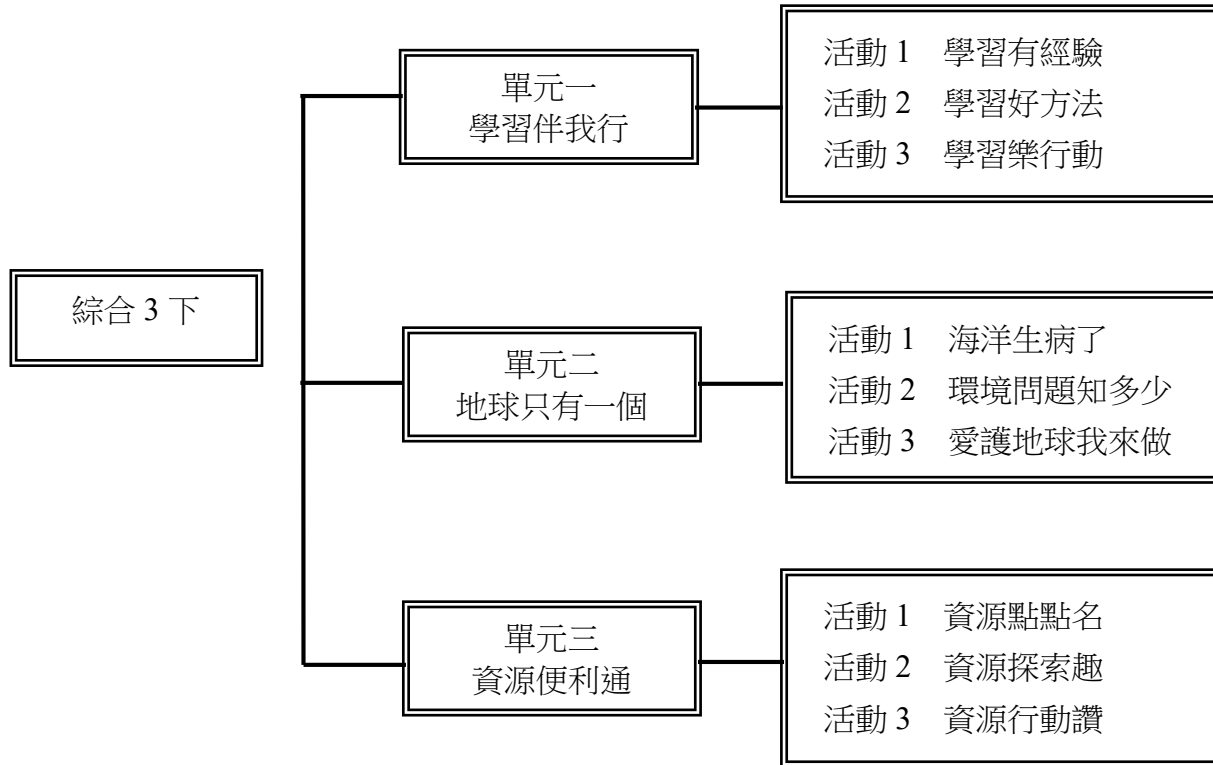 綜合 3 下
單元一
學習伴我行
活動 1 學習有經驗
活動 2 學習好方法
活動 3 學習樂行動
單元二
地球只有一個
活動 1 海洋生病了
活動 2 環境問題知多少
活動 3 愛護地球我來做
單元三
資源便利通
活動 1 資源點點名
活動 2 資源探索趣
活動 3 資源行動讚